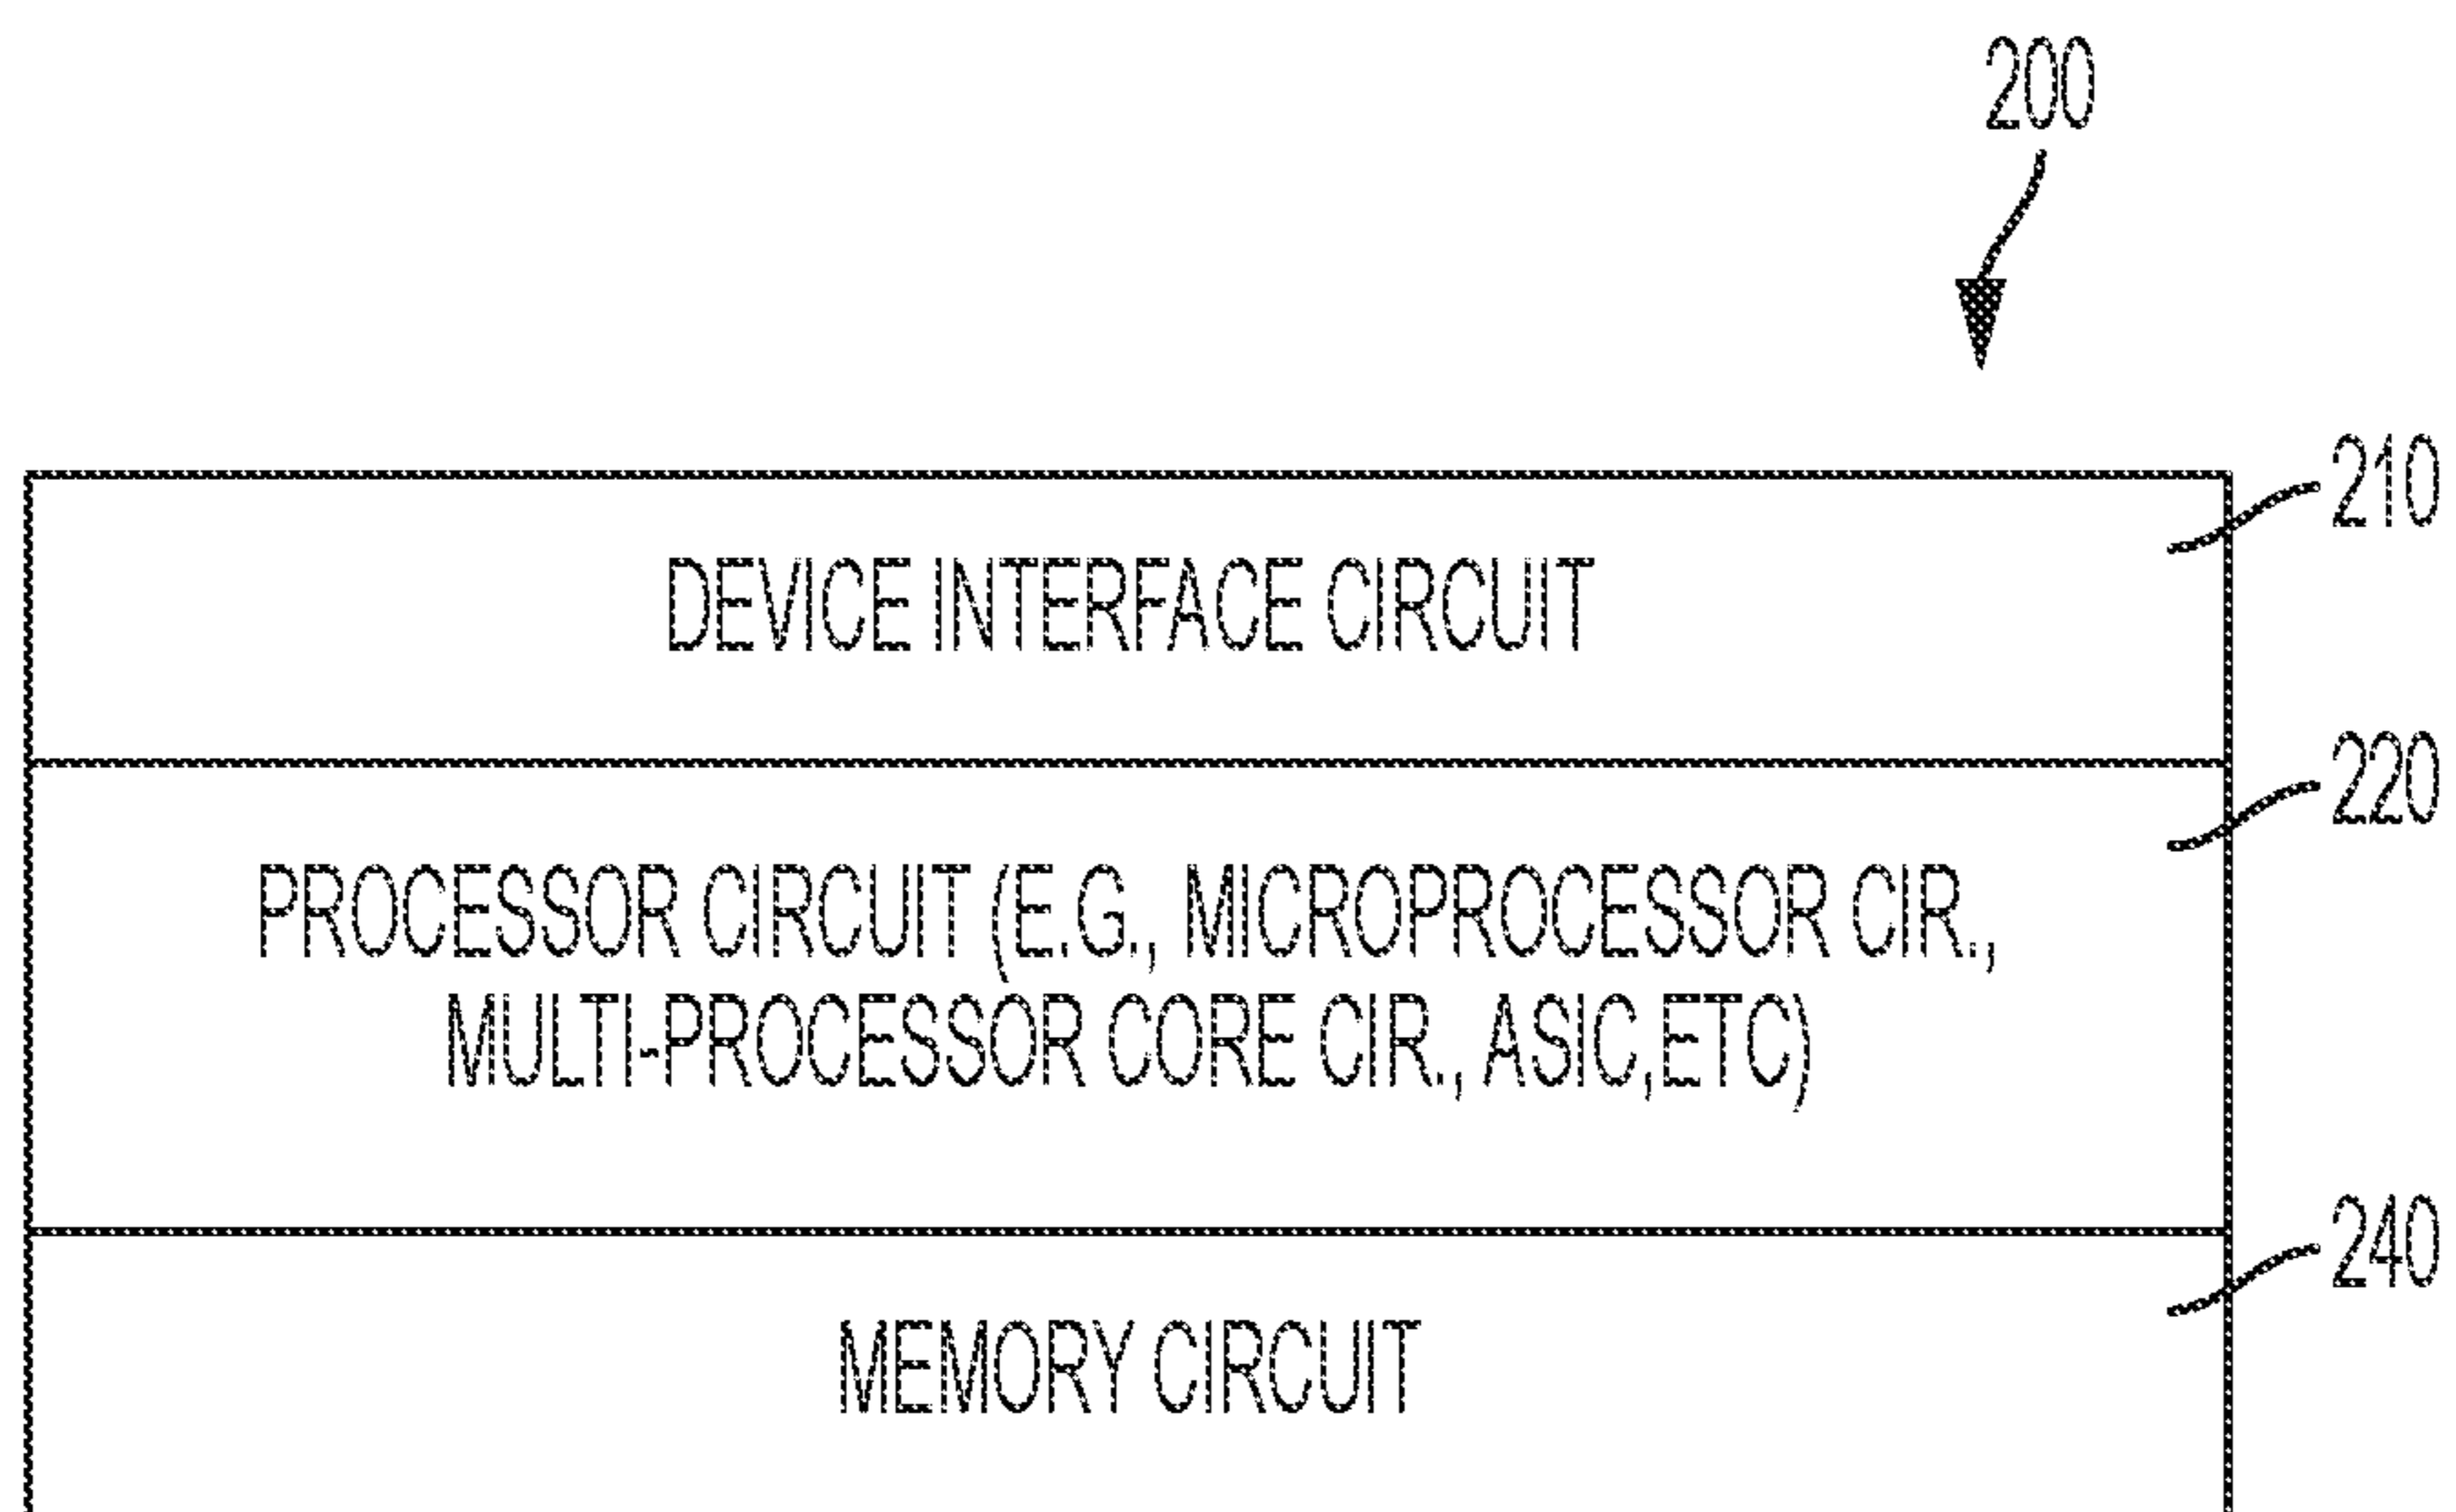 200
210
DEVICE INTERFACE CIRCUIT
220
PROCESSOR CIRCUIT (E.G., MICROPROCESSOR CIR.,
MULTI-PROCESSOR CORE CIR., ASIC,ETC)
240
MEMORY CIRCUIT